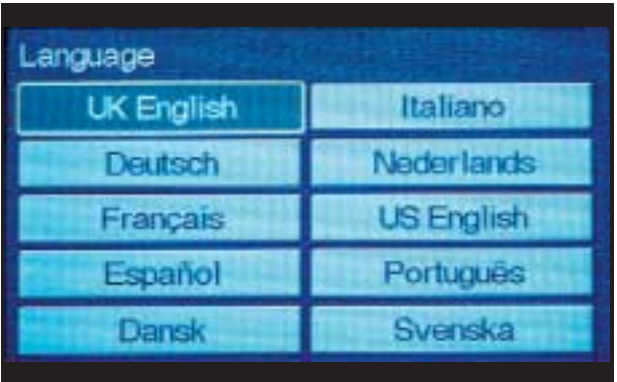 Language
UK English
Italiano
Deutsch
Nederlands
Français
US English
Español
Português
Dansk
Svenska